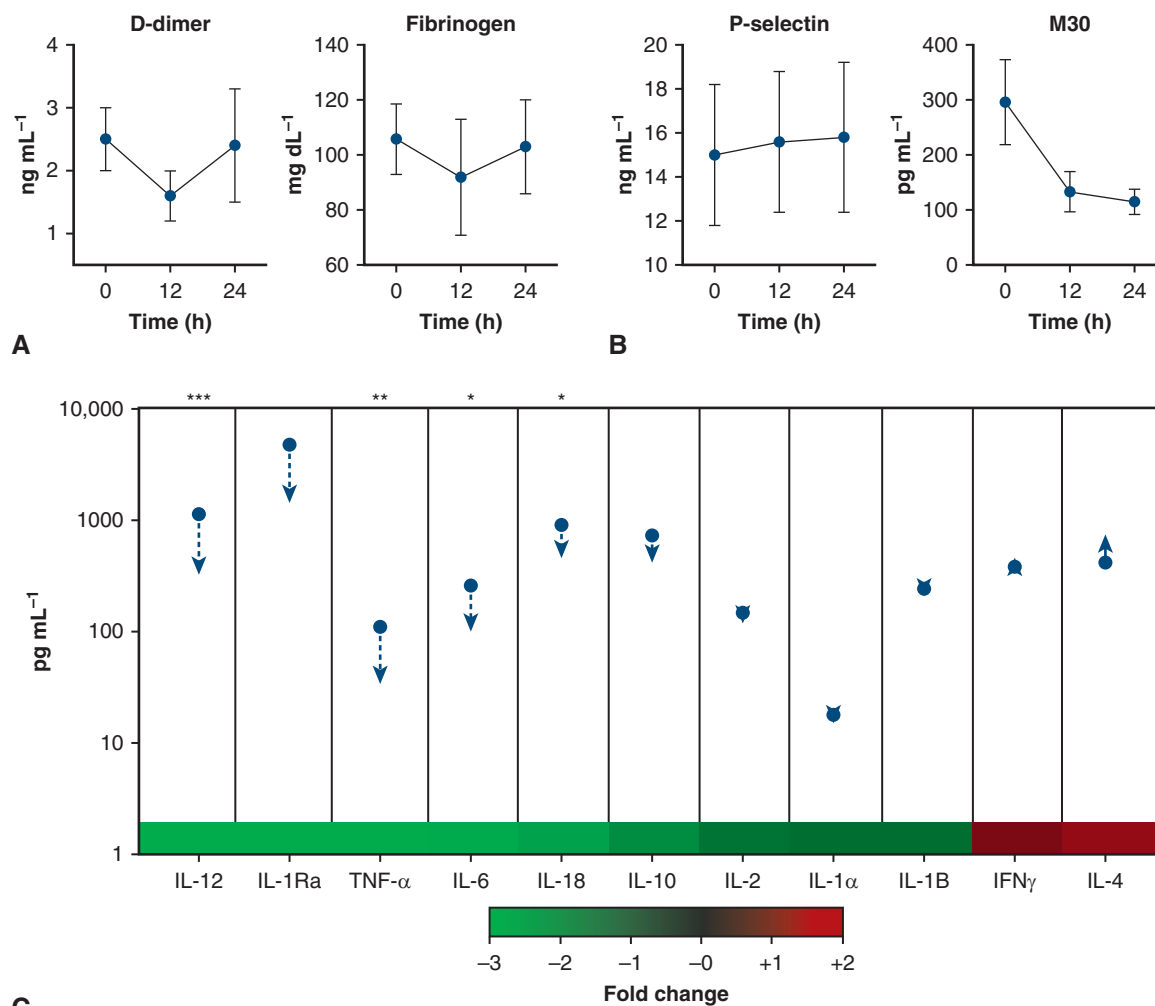 D-dimer
ng mL–1
4
3
2
1
0 12 24
Time (h)
Fibrinogen
mg dL–1
140
120
100
80
60
0 12 24
Time (h)
A
P-selectin
ng mL–1
20
18
16
14
12
10
0 12 24
Time (h)
M30
pg mL–1
400
300
200
100
0
0 12 24
Time (h)
B
*** ** * *
pg mL–1
10,000
1000
100
10
1
IL-12 IL-1Ra TNF-α IL-6 IL-18 IL-10 IL-2 IL-1α IL-1B IFNγ IL-4
–3 –2 –1 –0 +1 +2
Fold change